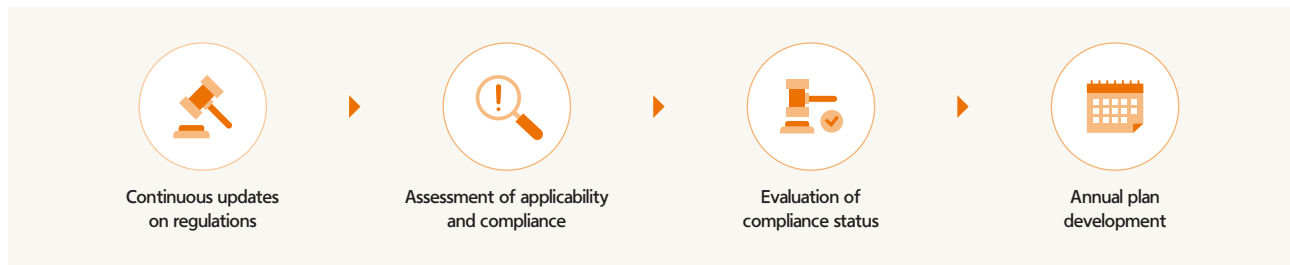 Continuous updates
on regulations
Assessment of applicability
and compliance
Evaluation of
compliance status
Annual plan
development